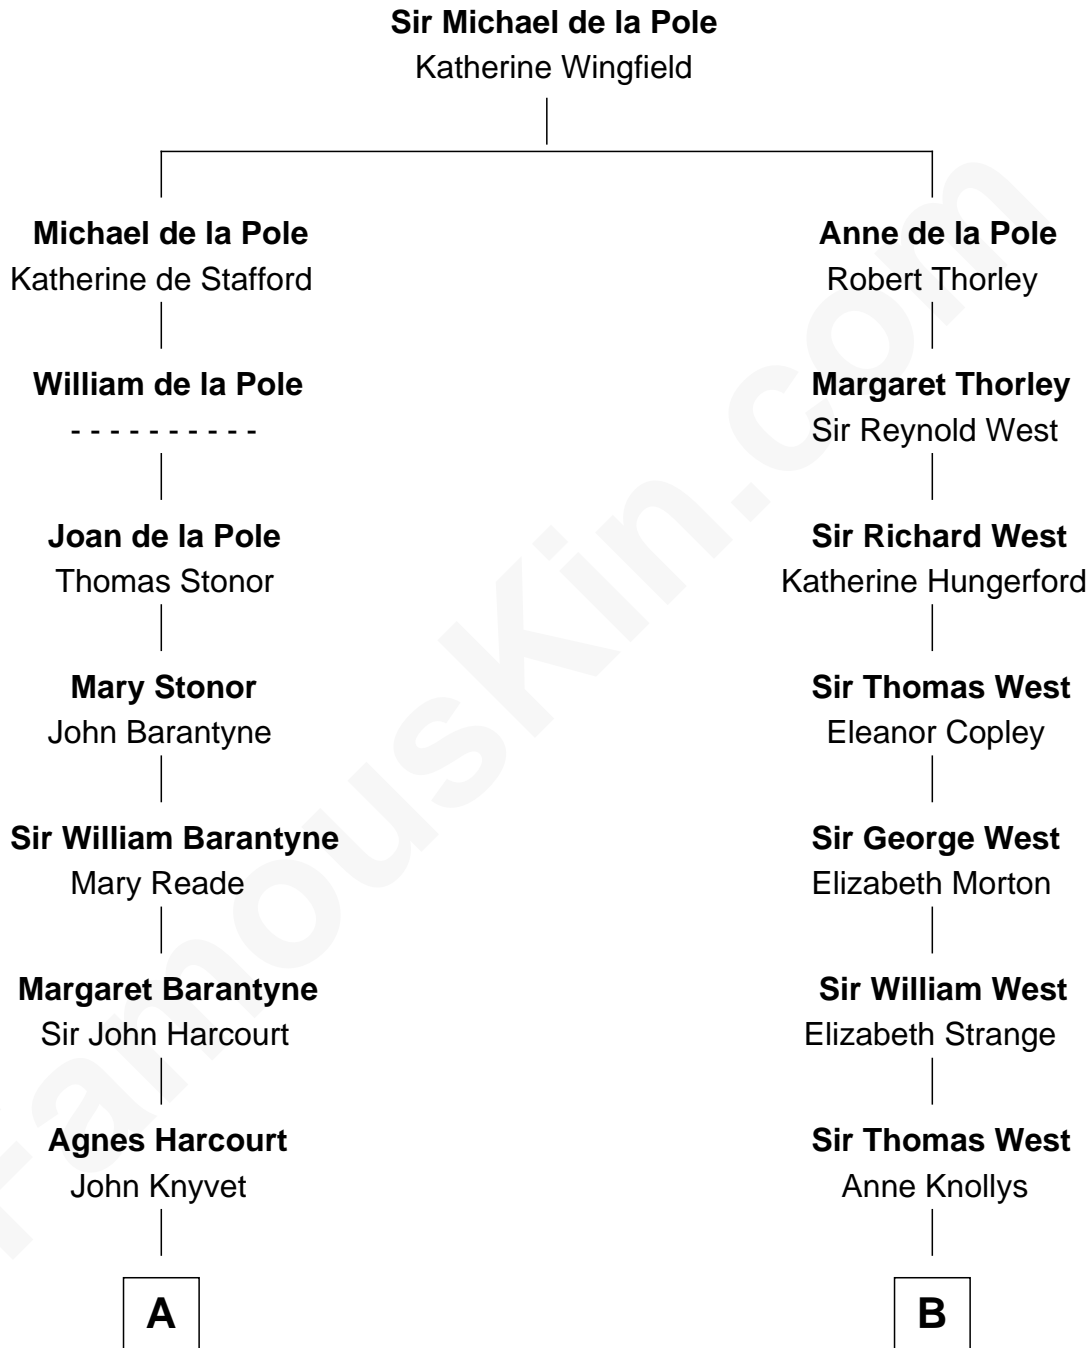 Sir Michael de la Pole
Katherine Wingfield
Michael de la Pole
Katherine de Stafford
William de la Pole
- - - - - - - - - -
Joan de la Pole
Thomas Stonor
Mary Stonor
John Barantyne
Sir William Barantyne
Mary Reade
Margaret Barantyne
Sir John Harcourt
Agnes Harcourt
John Knyvet
A
Anne de la Pole
Robert Thorley
Margaret Thorley
Sir Reynold West
Sir Richard West
Katherine Hungerford
Sir Thomas West
Eleanor Copley
Sir George West
Elizabeth Morton
Sir William West
Elizabeth Strange
Sir Thomas West
Anne Knollys
B
FamousKin.com